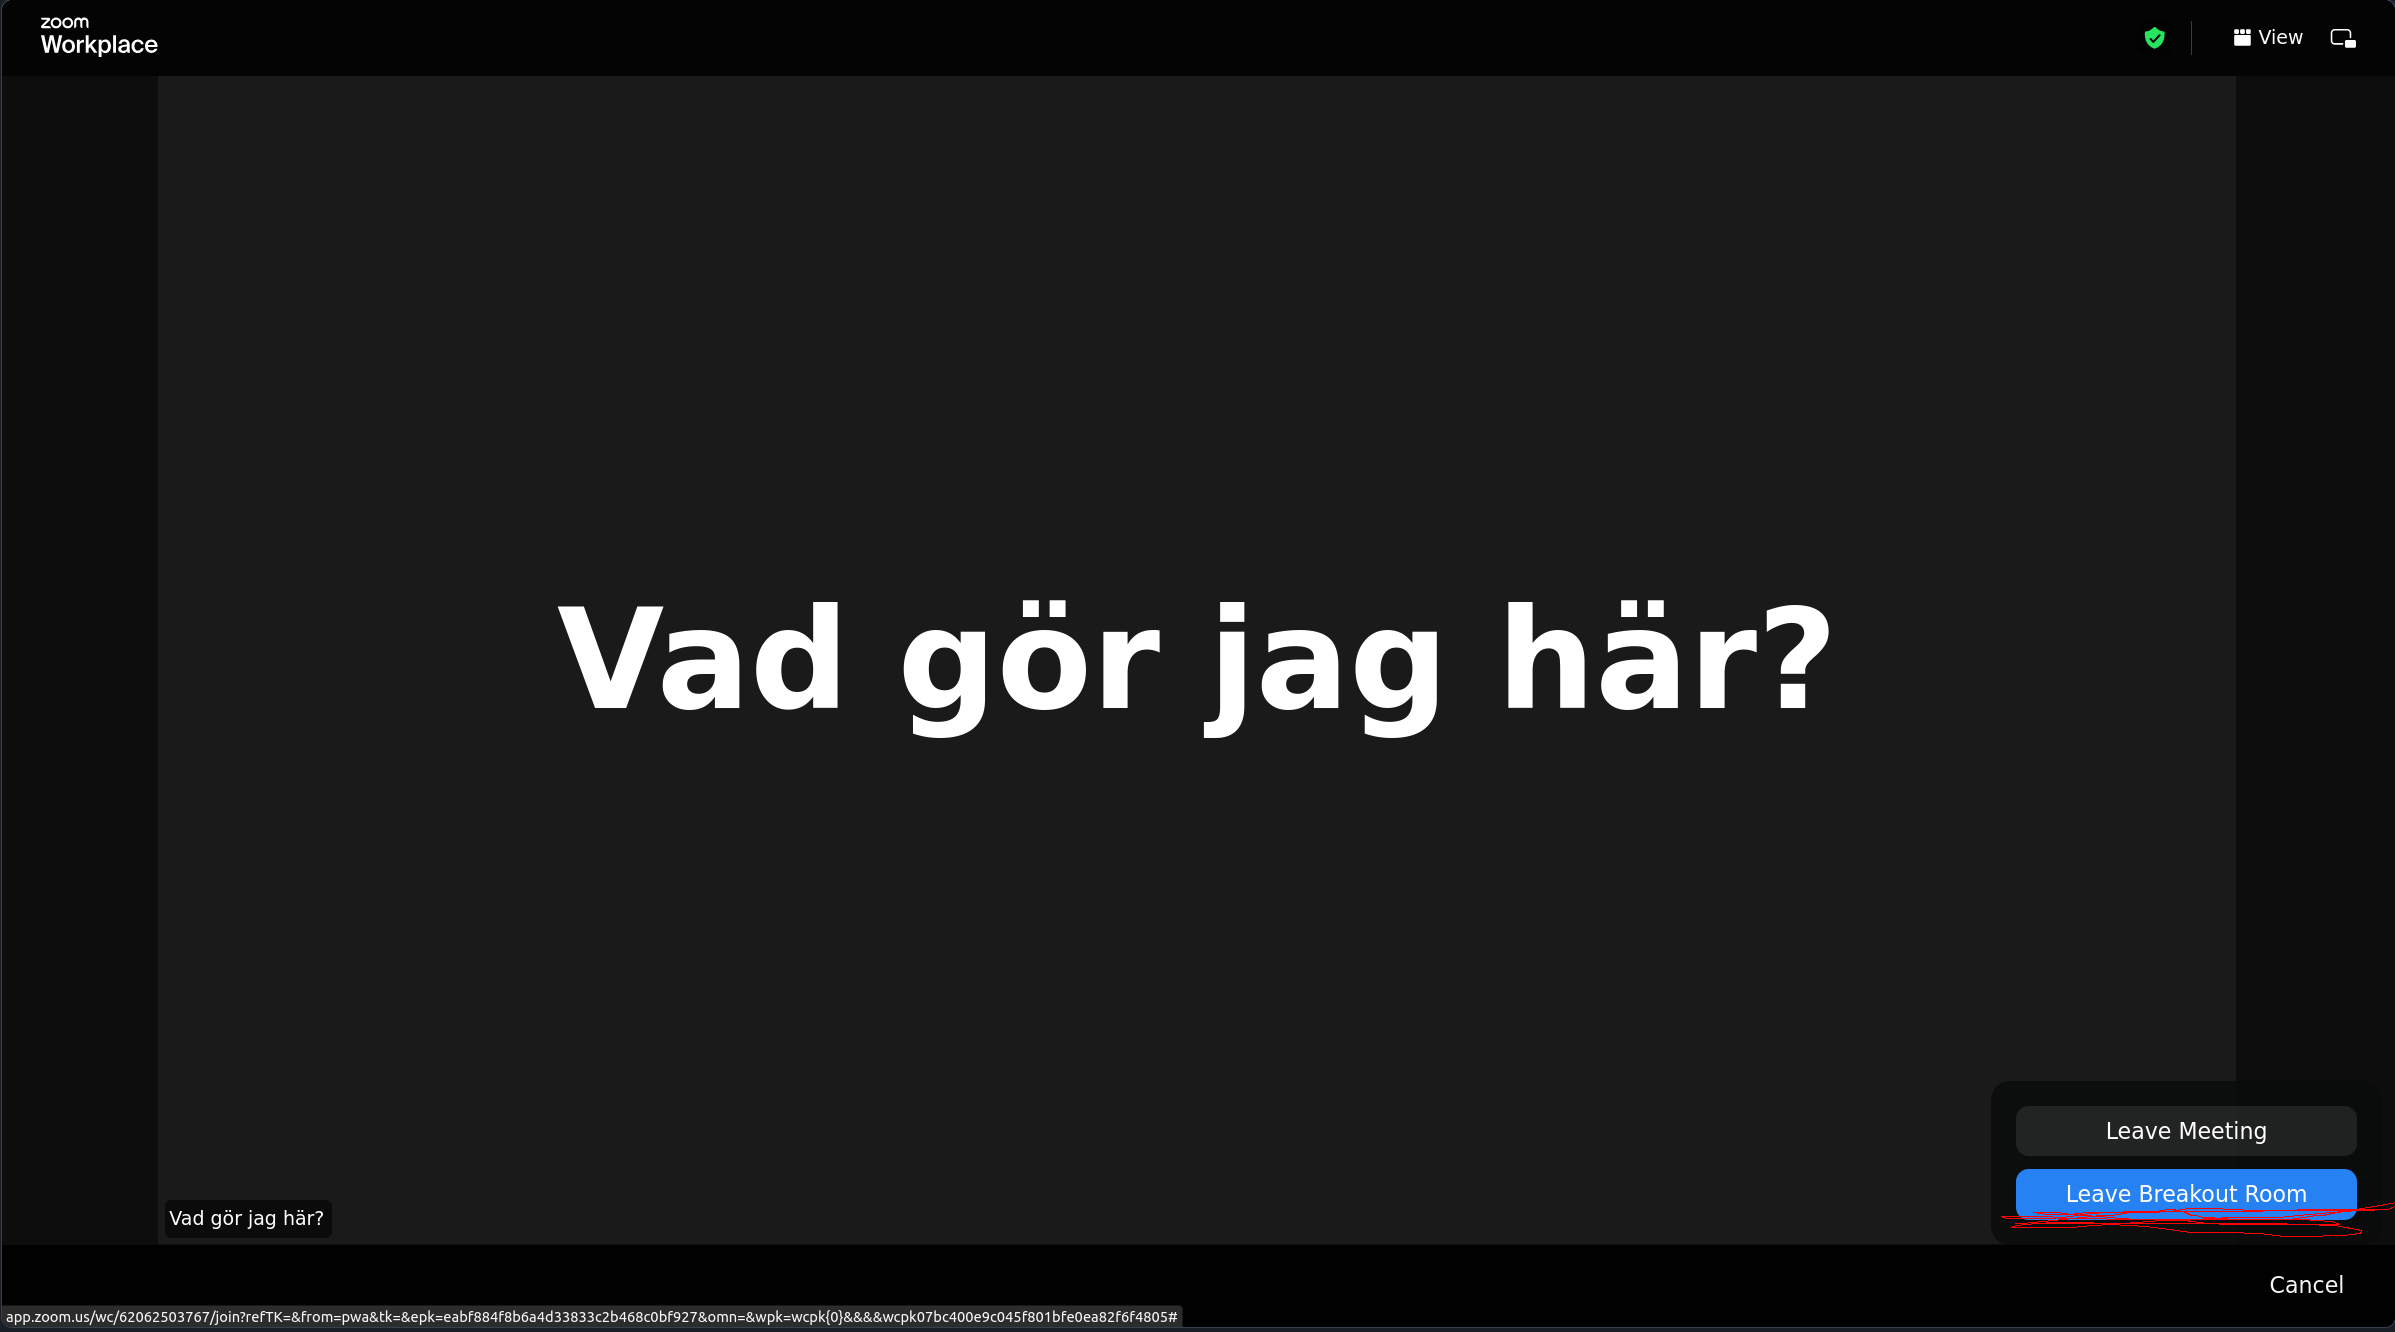 zoom
Workplace
View
Vad gör jag här?
Leave Meeting
Leave Breakout Room
Vad gör jag här?
Cancel
app.zoom.us/wc/62062503767/join?refTK=&from=pwa&tk=&epk=eabf884f8b6a4d33833c2b468c0bf927&omn=&wpk=wcpk{0}&&&&wcpk07bc400e9c045f801bfe0ea82f6f4805#